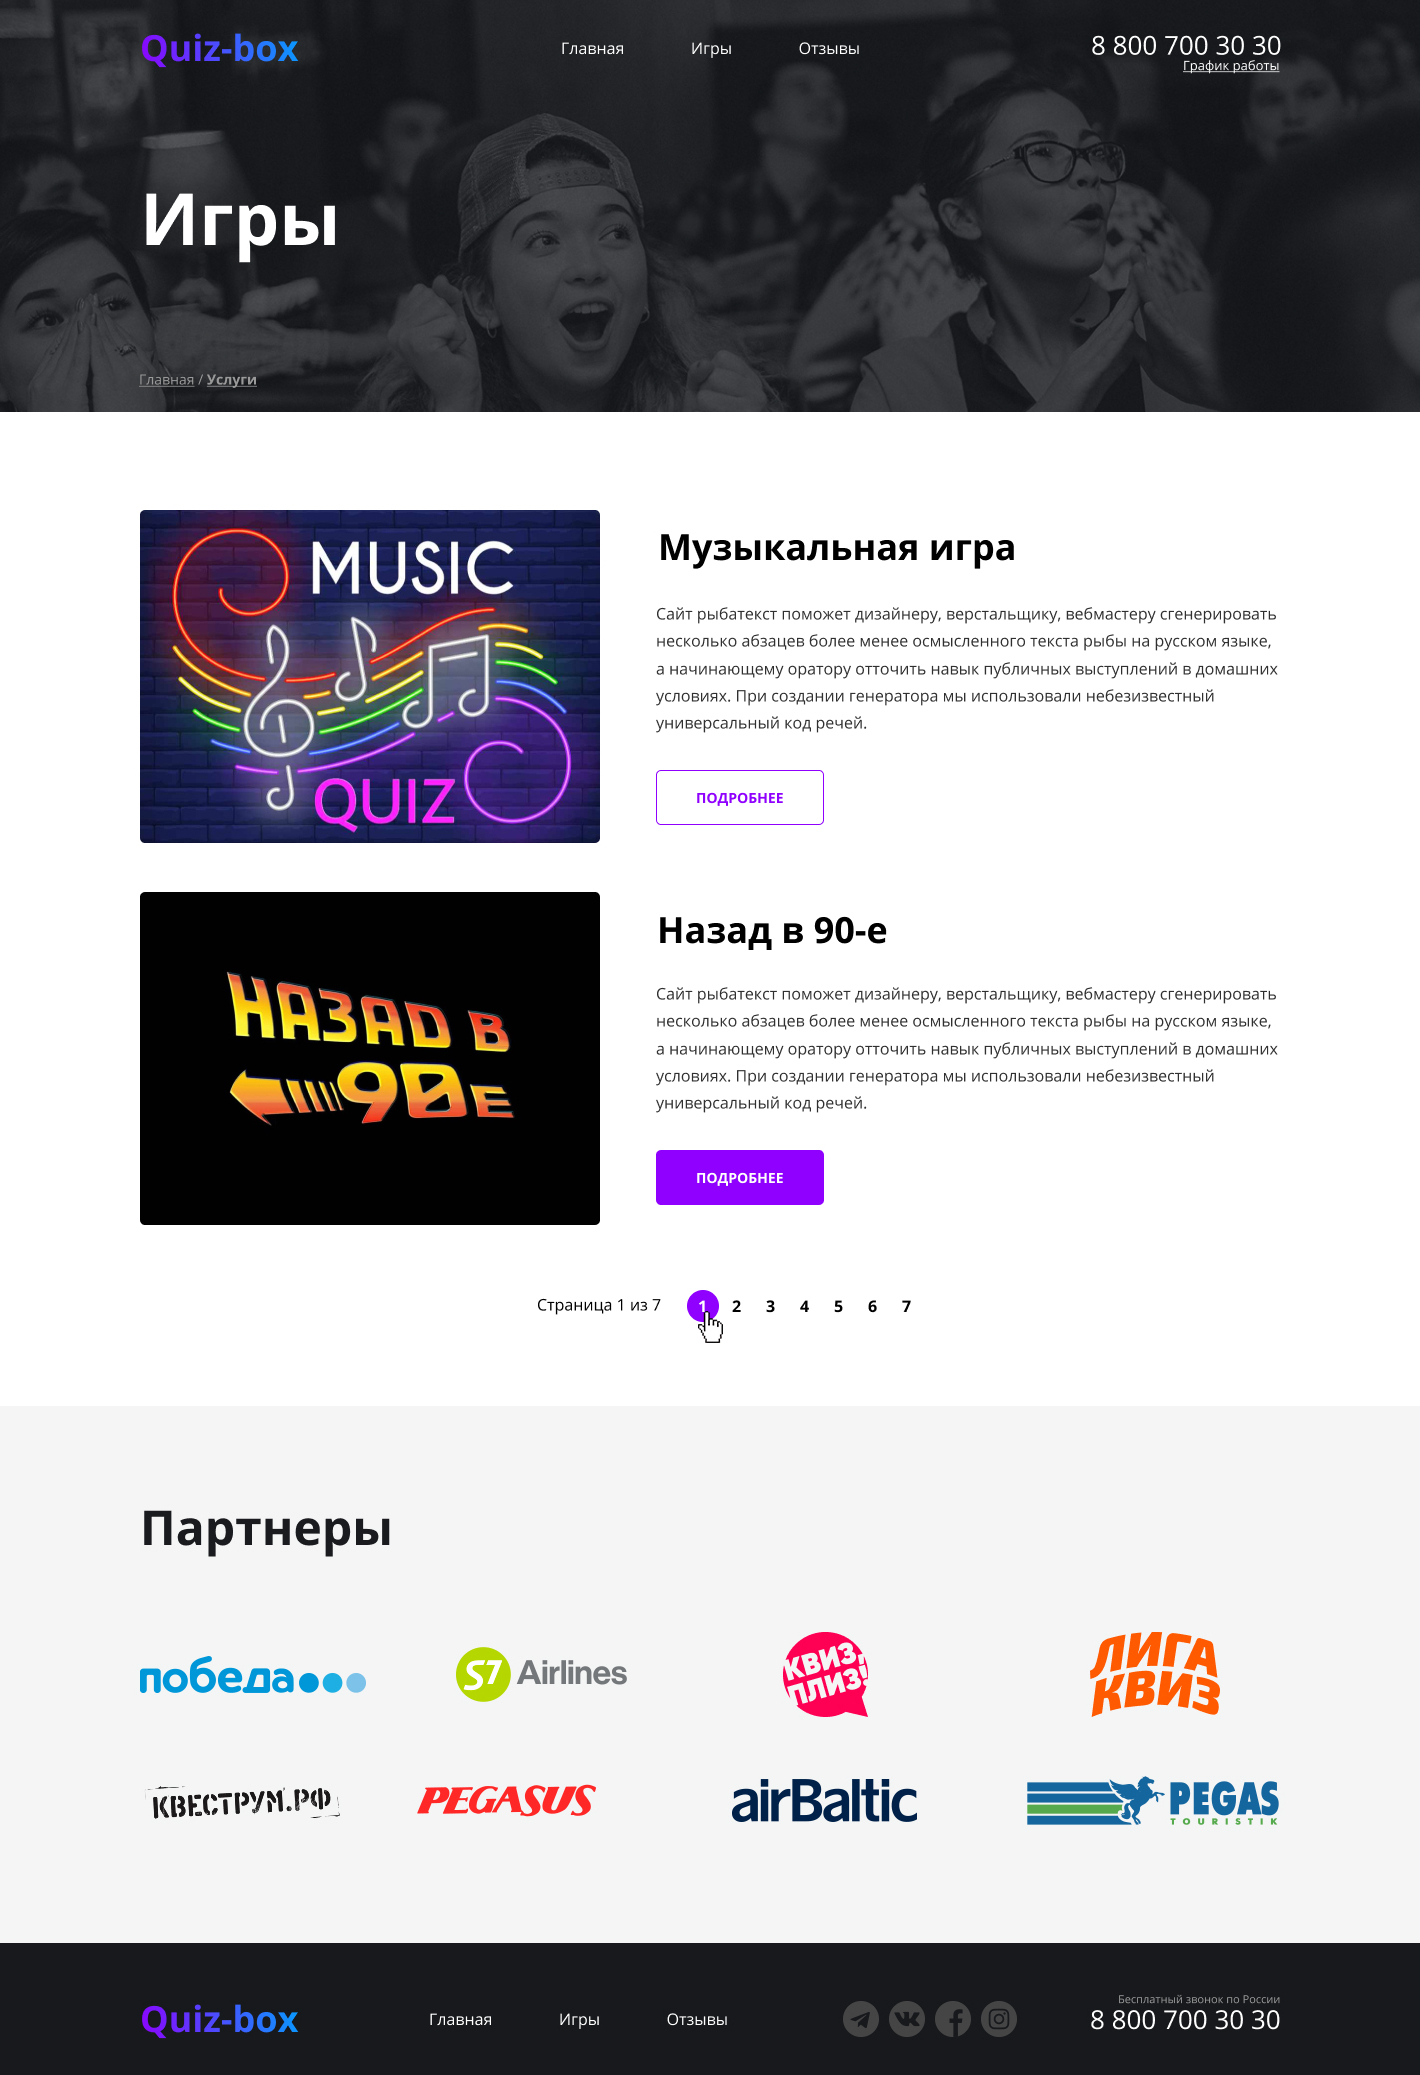 Quiz-box
Главная
Игры
Отзывы
8 800 700 30 30
График работы
Игры
Главная / Услуги
MUSIC
QUIZ
Музыкальная игра
Сайт рыбатекст поможет дизайнеру, верстальщику, вебмастеру сгенерировать
несколько абзацев более менее осмысленного текста рыбы на русском языке,
а начинающему оратору отточить навык публичных выступлений в домашних
условиях. При создании генератора мы использовали небезизвестный
универсальный код речей.
ПОДРОБНЕЕ
НАЗАД В
90Е
Назад в 90-е
Сайт рыбатекст поможет дизайнеру, верстальщику, вебмастеру сгенерировать
несколько абзацев более менее осмысленного текста рыбы на русском языке,
а начинающему оратору отточить навык публичных выступлений в домашних
условиях. При создании генератора мы использовали небезизвестный
универсальный код речей.
ПОДРОБНЕЕ
Страница 1 из 7 1 2 3 4 5 6 7
Партнеры
победа
S7 Airlines
КВИЗ,
ПЛИЗ!
ЛИГА
КВИЗ
КВЕСТРУМ.РФ
PEGASUS
airBaltic
PEGAS
TOURISTIK
Quiz-box
Главная
Игры
Отзывы
Бесплатный звонок по России
8 800 700 30 30